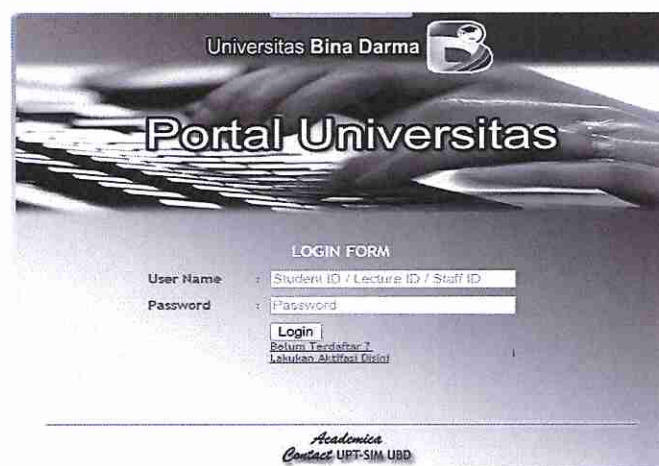 Universitas Bina Darma
Portal Universitas
LOGIN FORM
User Name : Student ID / Lecture ID / Staff ID
Password : Password
Login
Belum Terdaftar ?
Lakukan Aktifasi Disini
Academica
Contact UPT-SIM UBD